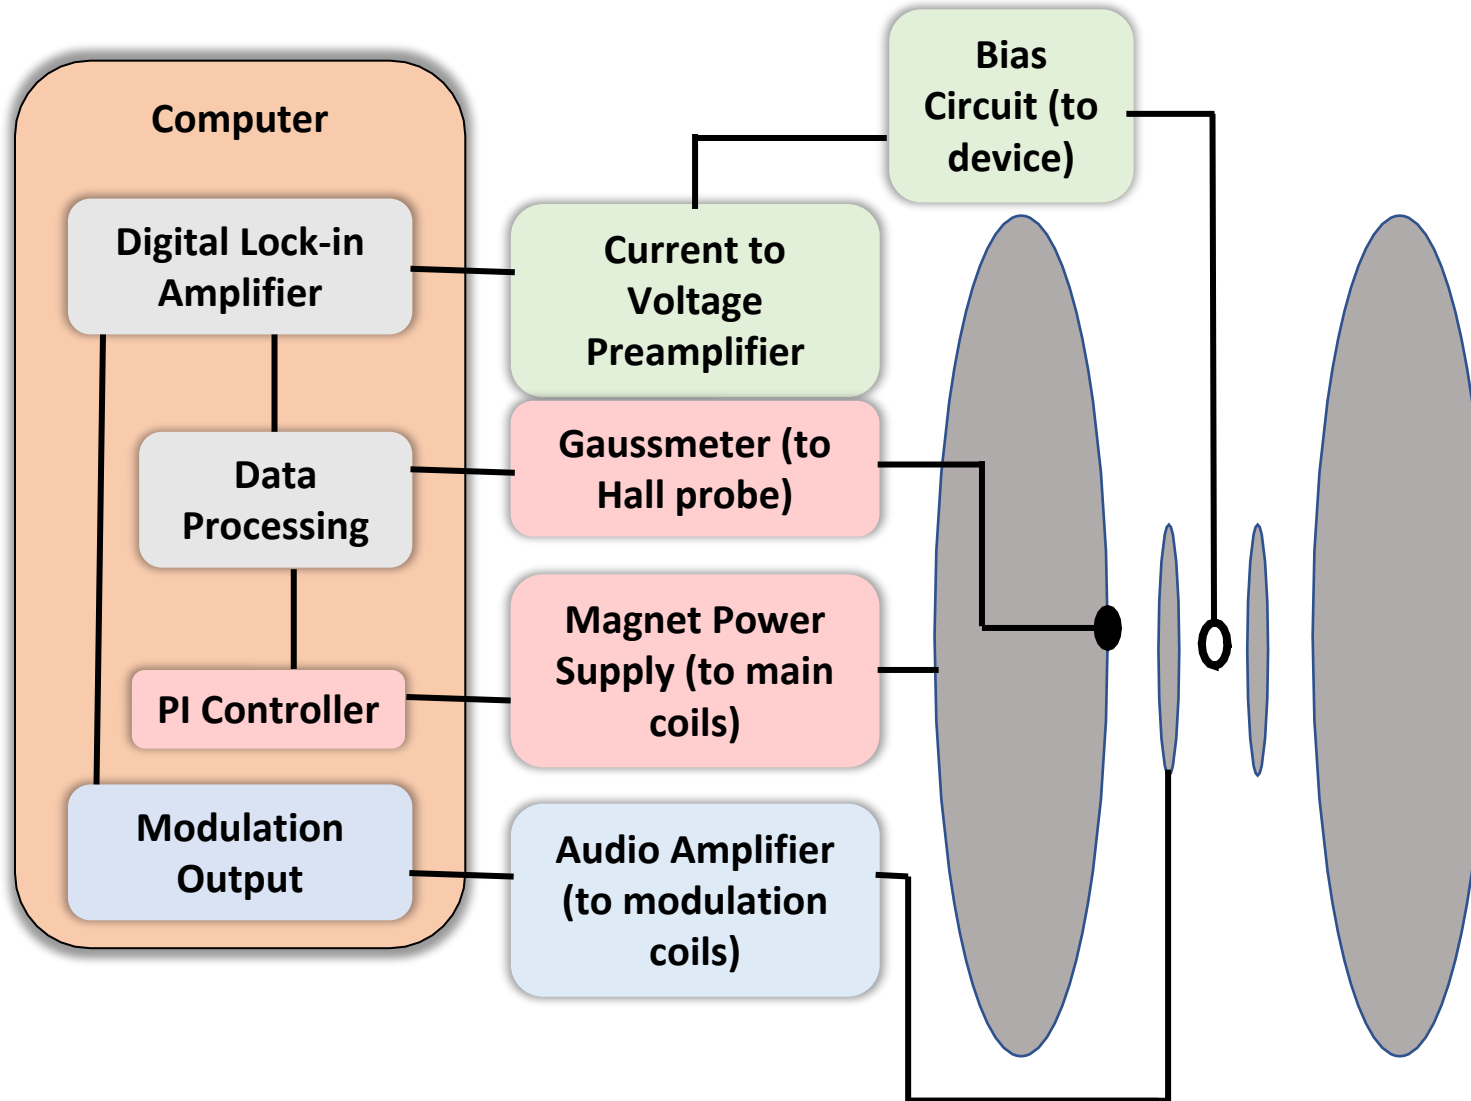 Computer
Digital Lock-in
Amplifier
Data
Processing
PI Controller
Modulation
Output
Bias
Circuit (to
device)
Current to
Voltage
Preamplifier
Gaussmeter (to
Hall probe)
Magnet Power
Supply (to main
coils)
Audio Amplifier
(to modulation
coils)